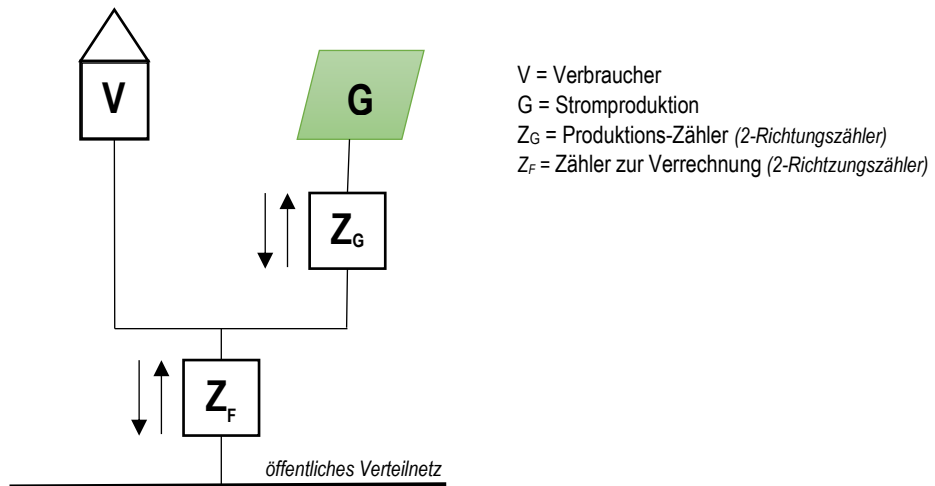 V
G
V = Verbraucher
G = Stromproduktion
ZG = Produktions-Zähler (2-Richtungszähler)
ZF = Zähler zur Verrechnung (2-Richtzungszähler)
ZG
ZF
öffentliches Verteilnetz